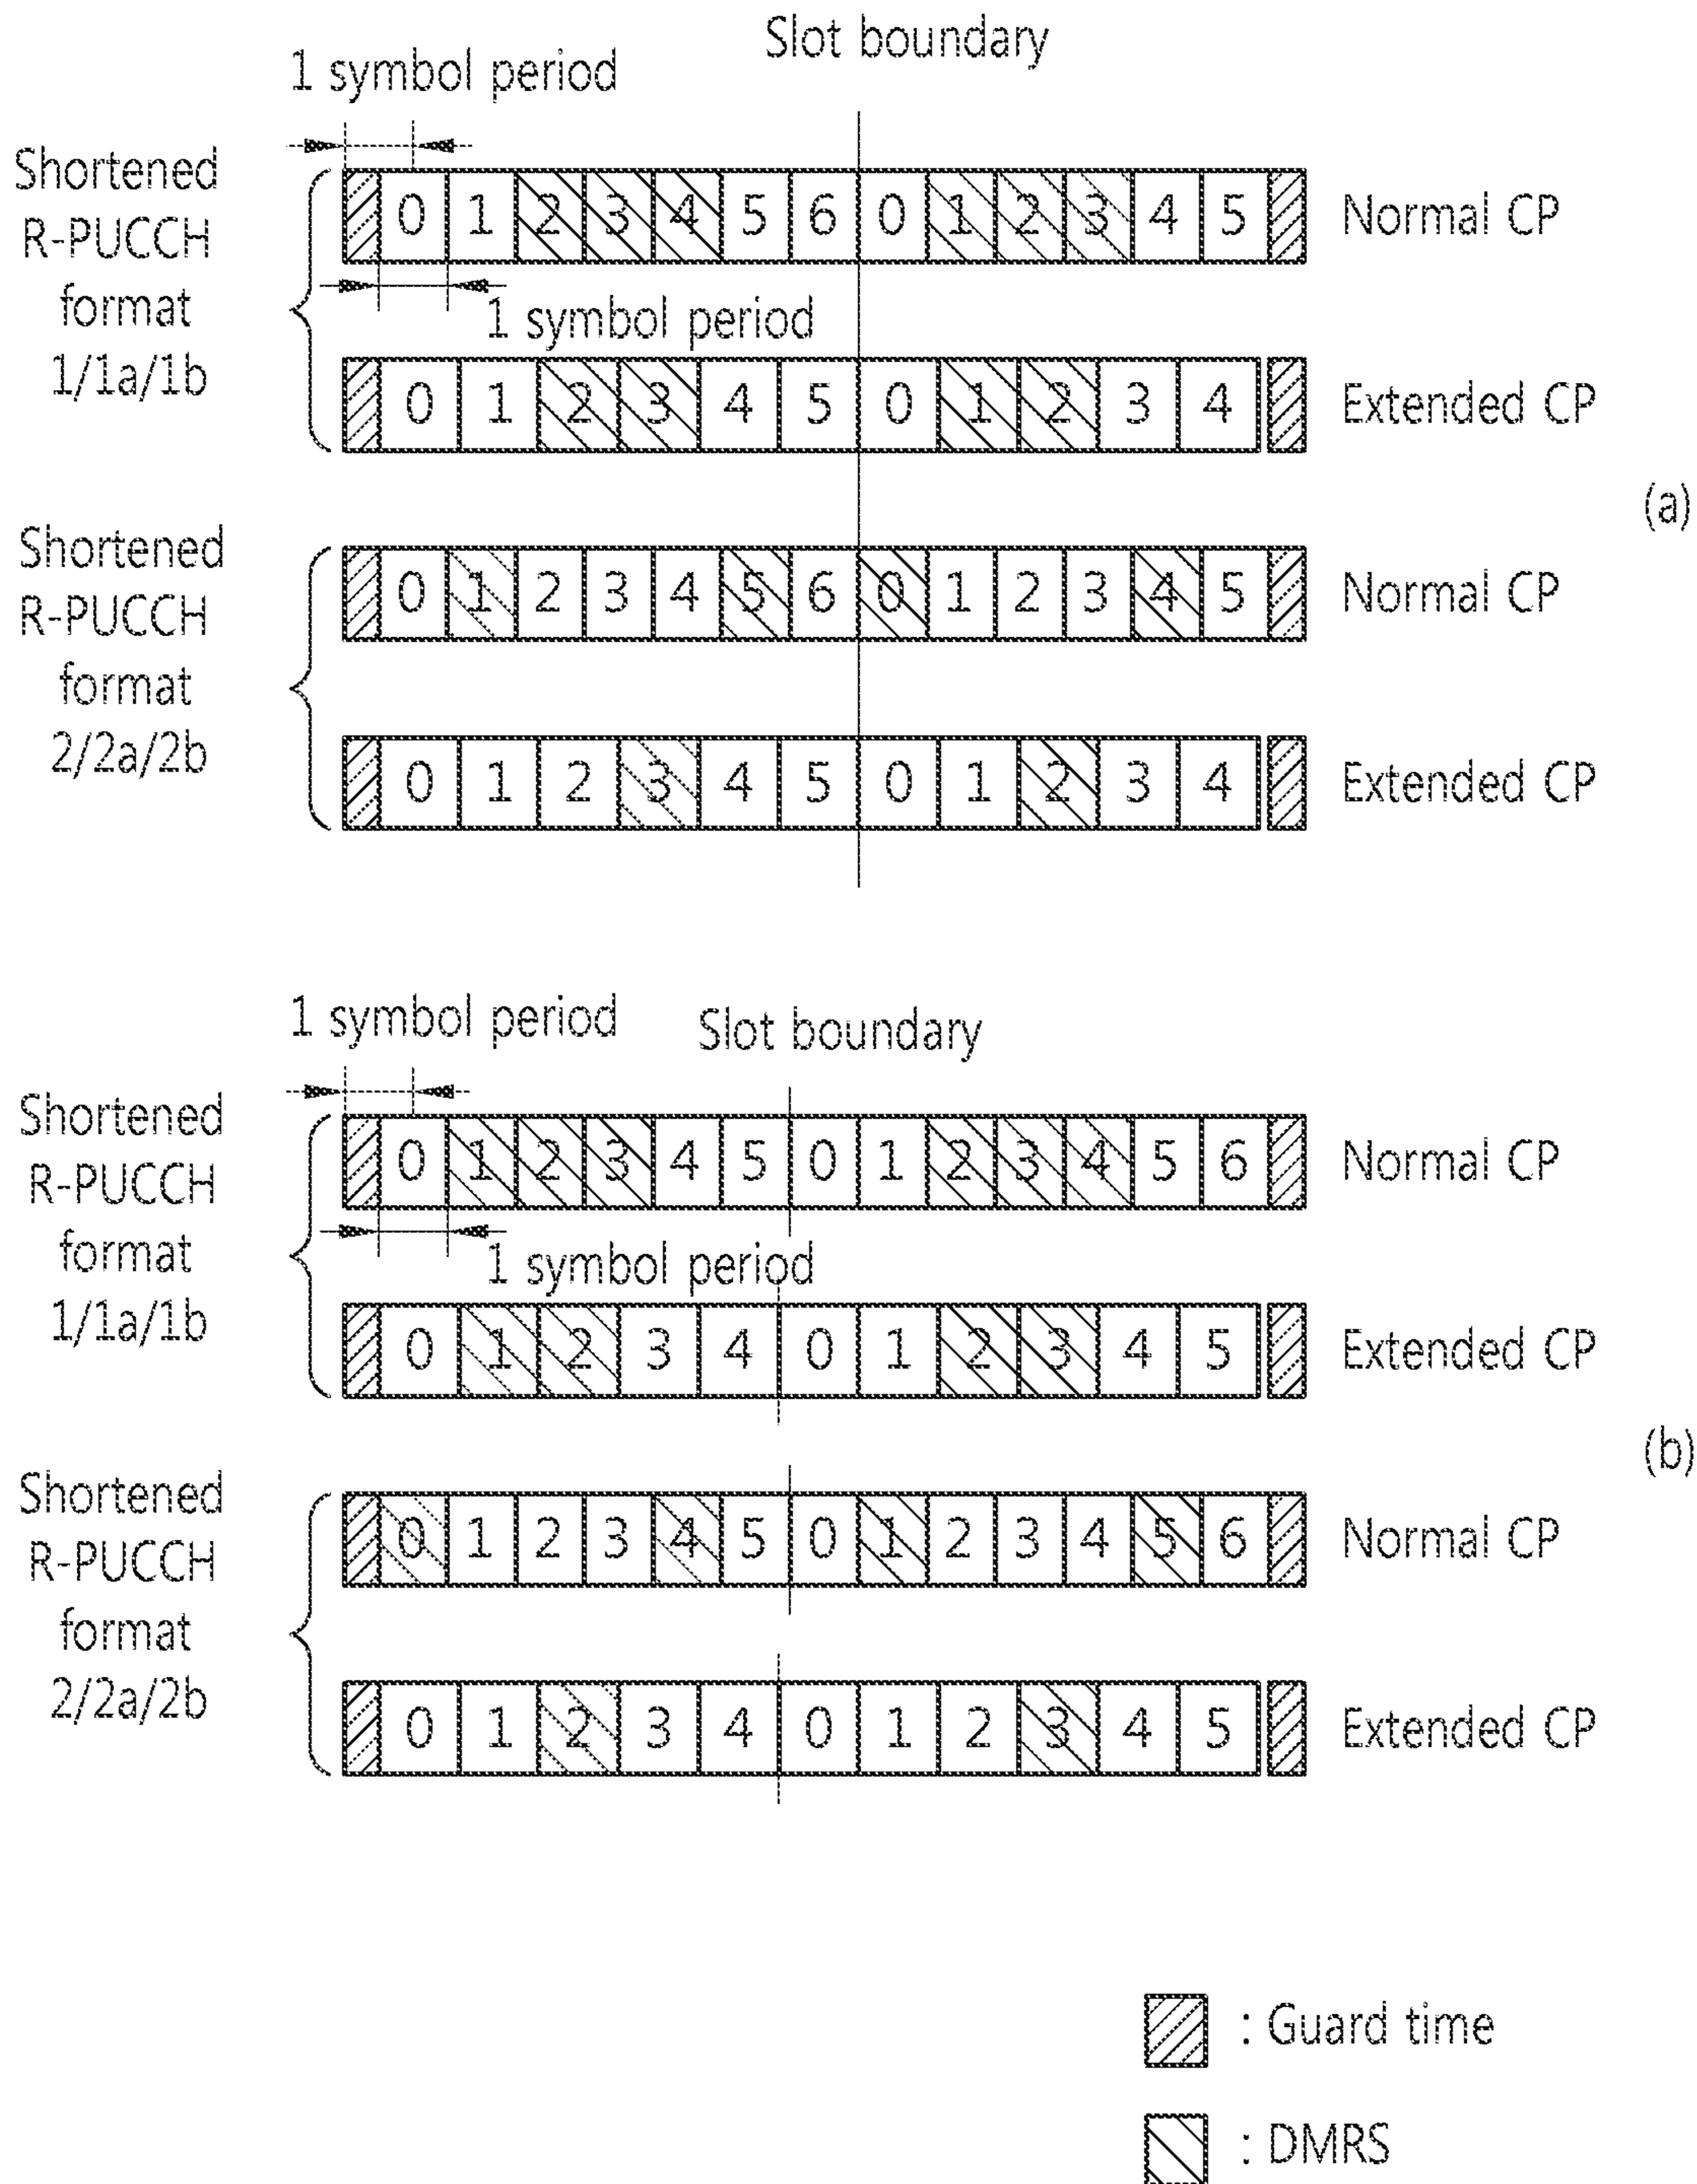 Slot boundary
1 symbol period
Shortened
R-PUCCH
format
1/1a/1b
0 1 2 3 4 5 6 0 1 2 3 4 5
Normal CP
1 symbol period
0 1 2 3 4 5 0 1 2 3 4
Extended CP
(a)
Shortened
R-PUCCH
format
2/2a/2b
0 1 2 3 4 5 6 0 1 2 3 4 5
Normal CP
0 1 2 3 4 5 0 1 2 3 4
Extended CP
1 symbol period
Slot boundary
Shortened
R-PUCCH
format
1/1a/1b
0 1 2 3 4 5 0 1 2 3 4 5 6
Normal CP
1 symbol period
0 1 2 3 4 0 1 2 3 4 5
Extended CP
(b)
Shortened
R-PUCCH
format
2/2a/2b
0 1 2 3 4 5 0 1 2 3 4 5 6
Normal CP
0 1 2 3 4 0 1 2 3 4 5
Extended CP
: Guard time
: DMRS